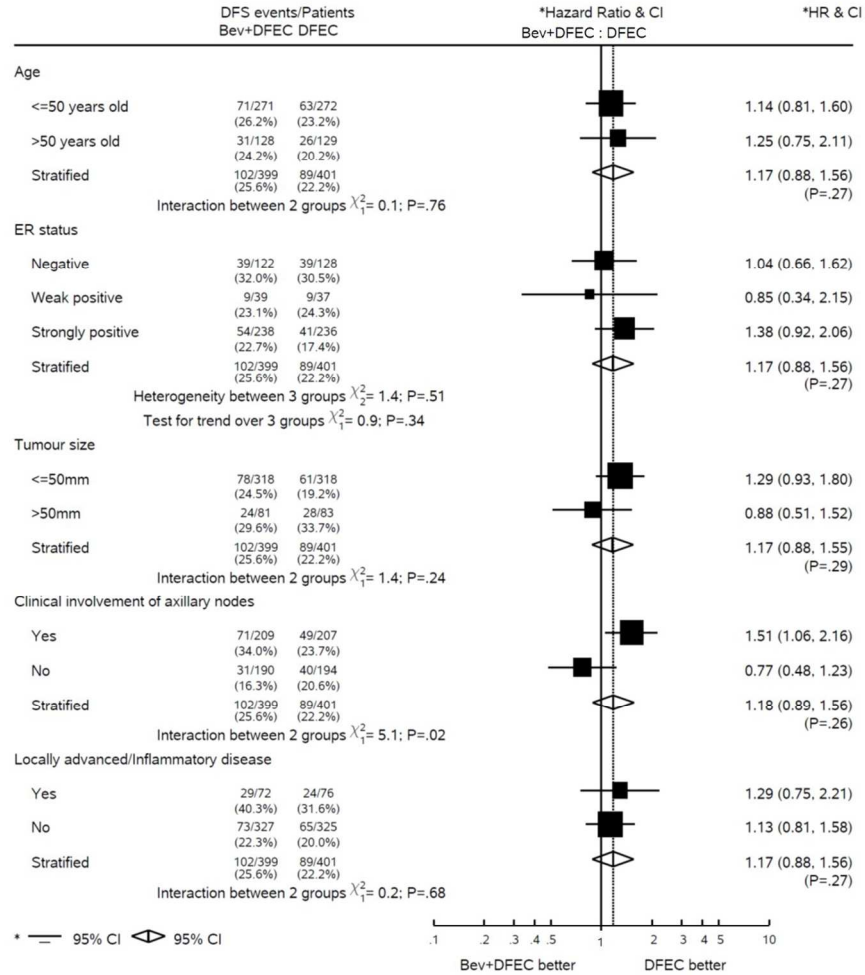 DFS events/Patients *Hazard Ratio & CI *HR & CI
Bev+DFEC DFEC Bev+DFEC : DFEC
Age
<=50 years old 71/271 63/272 1.14 (0.81, 1.60)
(26.2%) (23.2%)
>50 years old 31/128 26/129 1.25 (0.75, 2.11)
(24.2%) (20.2%)
Stratified 102/399 89/401 1.17 (0.88, 1.56)
(25.6%) (22.2%) (P=.27)
Interaction between 2 groups χ²₁= 0.1; P=.76
ER status
Negative 39/122 39/128 1.04 (0.66, 1.62)
(32.0%) (30.5%)
Weak positive 9/39 9/37 0.85 (0.34, 2.15)
(23.1%) (24.3%)
Strongly positive 54/238 41/236 1.38 (0.92, 2.06)
(22.7%) (17.4%)
Stratified 102/399 89/401 1.17 (0.88, 1.56)
(25.6%) (22.2%) (P=.27)
Heterogeneity between 3 groups χ²₂= 1.4; P=.51
Test for trend over 3 groups χ²₁= 0.9; P=.34
Tumour size
<=50mm 78/318 61/318 1.29 (0.93, 1.80)
(24.5%) (19.2%)
>50mm 24/81 28/83 0.88 (0.51, 1.52)
(29.6%) (33.7%)
Stratified 102/399 89/401 1.17 (0.88, 1.55)
(25.6%) (22.2%) (P=.29)
Interaction between 2 groups χ²₁= 1.4; P=.24
Clinical involvement of axillary nodes
Yes 71/209 49/207 1.51 (1.06, 2.16)
(34.0%) (23.7%)
No 31/190 40/194 0.77 (0.48, 1.23)
(16.3%) (20.6%)
Stratified 102/399 89/401 1.18 (0.89, 1.56)
(25.6%) (22.2%) (P=.26)
Interaction between 2 groups χ²₁= 5.1; P=.02
Locally advanced/Inflammatory disease
Yes 29/72 24/76 1.29 (0.75, 2.21)
(40.3%) (31.6%)
No 73/327 65/325 1.13 (0.81, 1.58)
(22.3%) (20.0%)
Stratified 102/399 89/401 1.17 (0.88, 1.56)
(25.6%) (22.2%) (P=.27)
Interaction between 2 groups χ²₁= 0.2; P=.68
* 95% CI 95% CI .1 .2 .3 .4 .5 1 2 3 4 5 10
Bev+DFEC better DFEC better